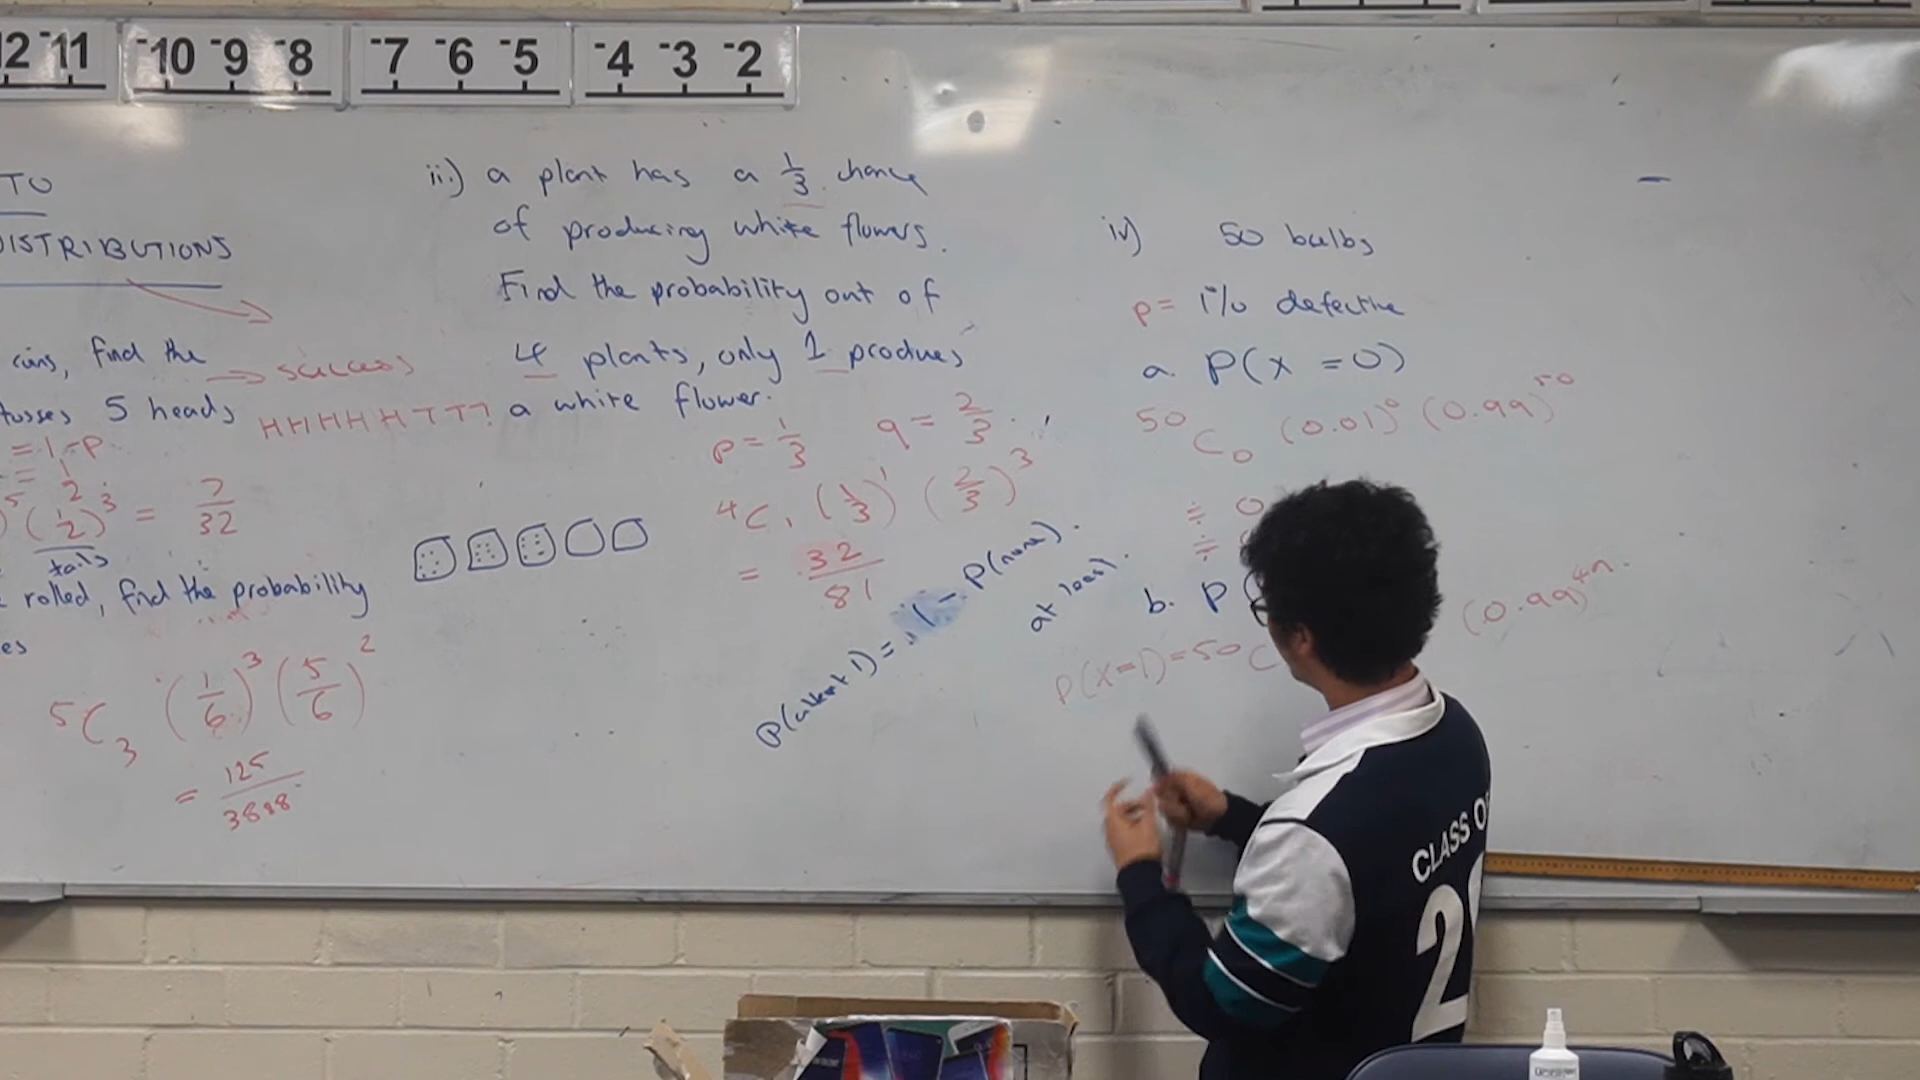 -11
-10 -9 -8
-7 -6 -5
-4 -3 -2
TO
DISTRIBUTIONS
find the
→ success
tosses 5 heads
HHHHHTTT
= 1-p
= 1/2
(1/2)^3 = 7/32
tails
rolled, find the probability
5C3 (1/6)^3 (5/6)^2
= 125/3888
ii.) a plant has a 1/3 chance
of producing white flowers.
Find the probability out of
4 plants, only 1 produces
a white flower.
p = 1/3 q = 2/3
4C1 (1/3)^1 (2/3)^3
= 32/81
P(at least 1) = 1 - P(none).
at least.
iv) 50 bulbs
p = 1% defective
a. P(x = 0)
50C0 (0.01)^0 (0.99)^50
≑ 0
≑
b. P(
P(X=1) = 50C
(0.99)
CLASS O
2